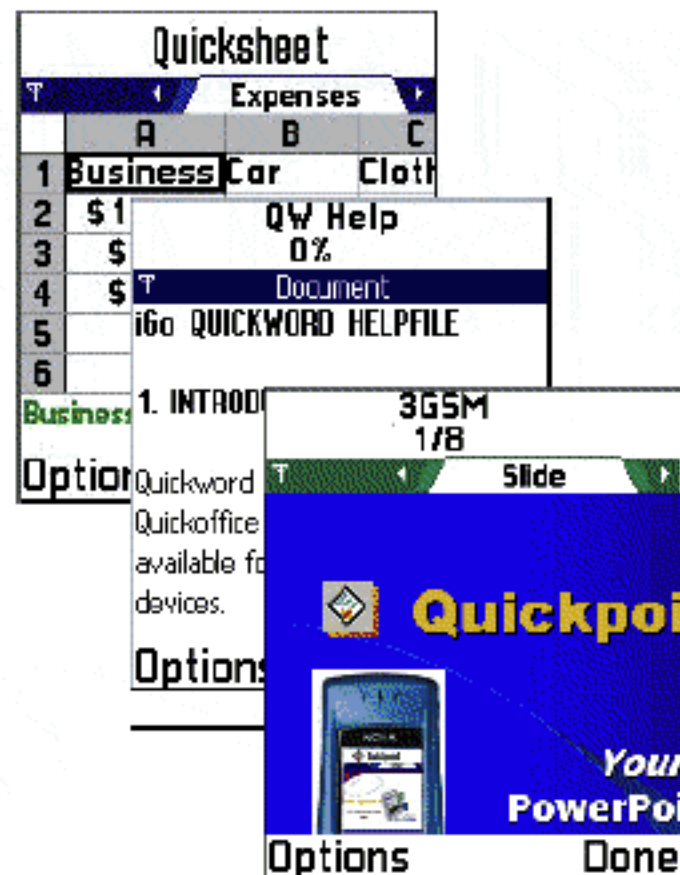 Quicksheet
Expenses
A B C
1 Business Car Cloth
2 $1
3 $
4 $
5
6
Business
Option
QW Help
0%
Document
i60 QUICKWORD HELPFILE
1. INTROD
Quickword
Quickoffice
available fo
devices.
Options
3GSM
1/8
Slide
Quickpoi
Your
PowerPoi
Options Done